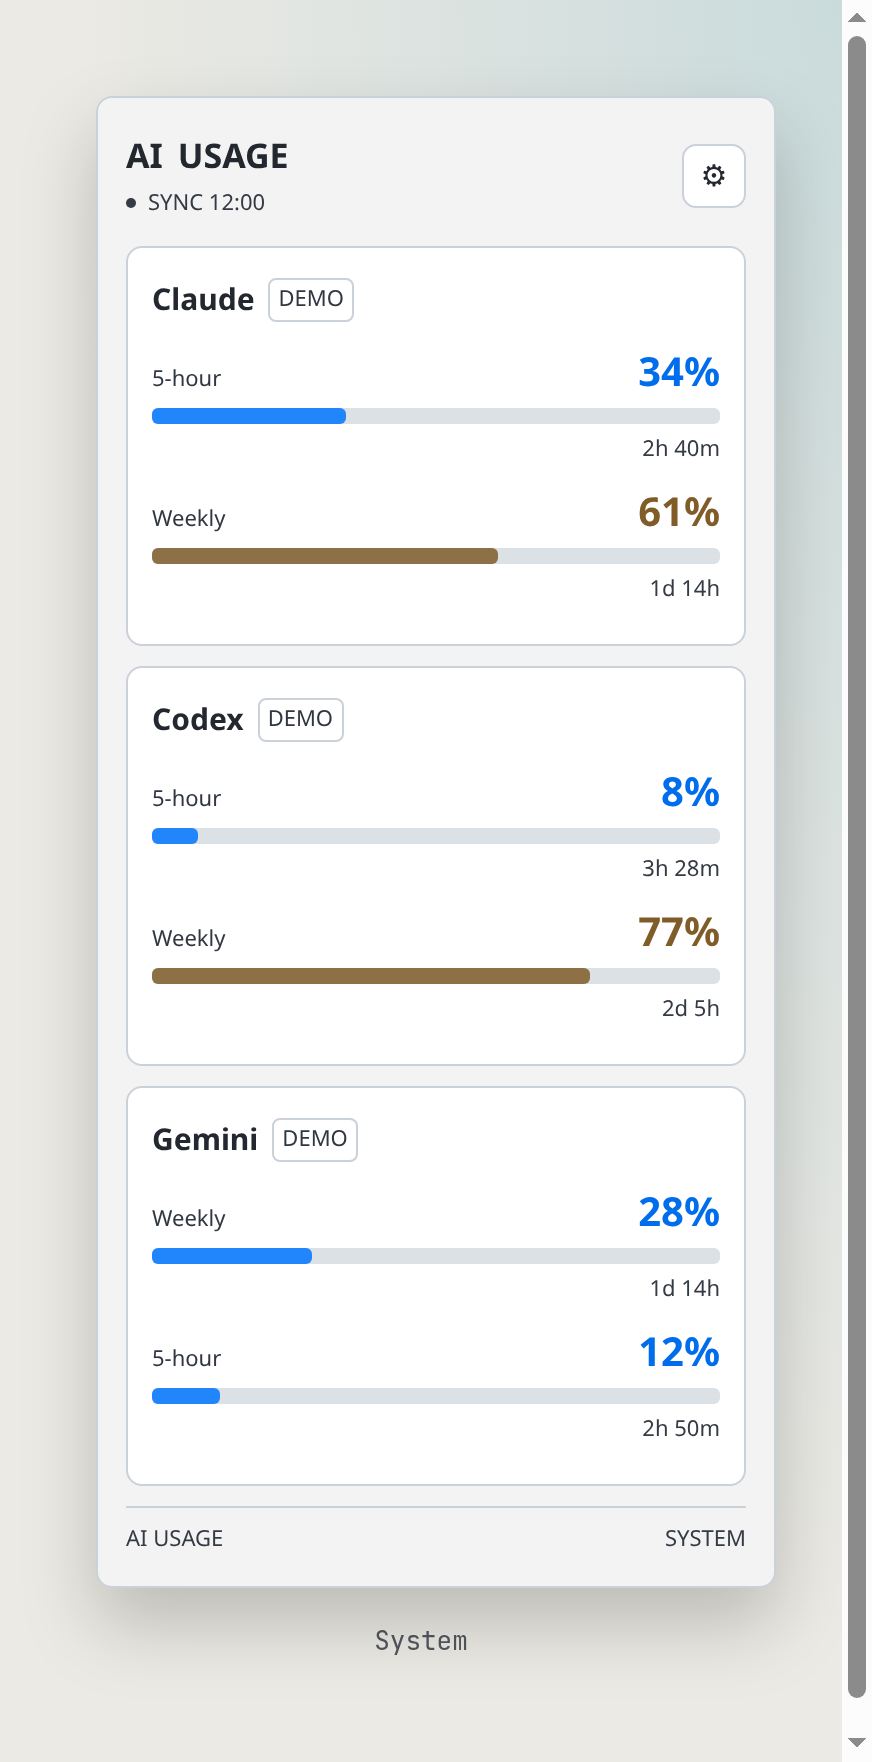 AI USAGE
SYNC 12:00
⚙
Claude DEMO
5-hour 34%
2h 40m
Weekly 61%
1d 14h
Codex DEMO
5-hour 8%
3h 28m
Weekly 77%
2d 5h
Gemini DEMO
Weekly 28%
1d 14h
5-hour 12%
2h 50m
AI USAGE SYSTEM
System